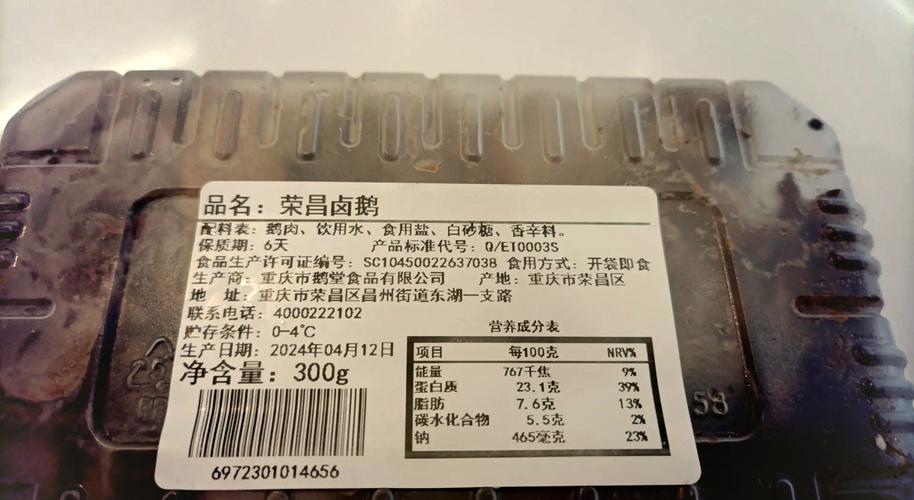 品名：荣昌卤鹅
配料表：鹅肉、饮用水、食用盐、白砂糖、香辛料。
保质期：6天 产品标准代号：Q/ET0003S
食品生产许可证编号：SC10450022637038 食用方式：开袋即食
生产商：重庆市鹅堂食品有限公司 产地：重庆市荣昌区
地 址：重庆市荣昌区昌州街道东湖一支路
联系电话：4000222102
贮存条件：0-4℃
生产日期：2024年04月12日
净含量：300g
6972301014656
营养成分表
项目 每100克 NRV%
能量 767千焦 9%
蛋白质 23.1克 39%
脂肪 7.6克 13%
碳水化合物 5.5克 2%
钠 465毫克 23%
58